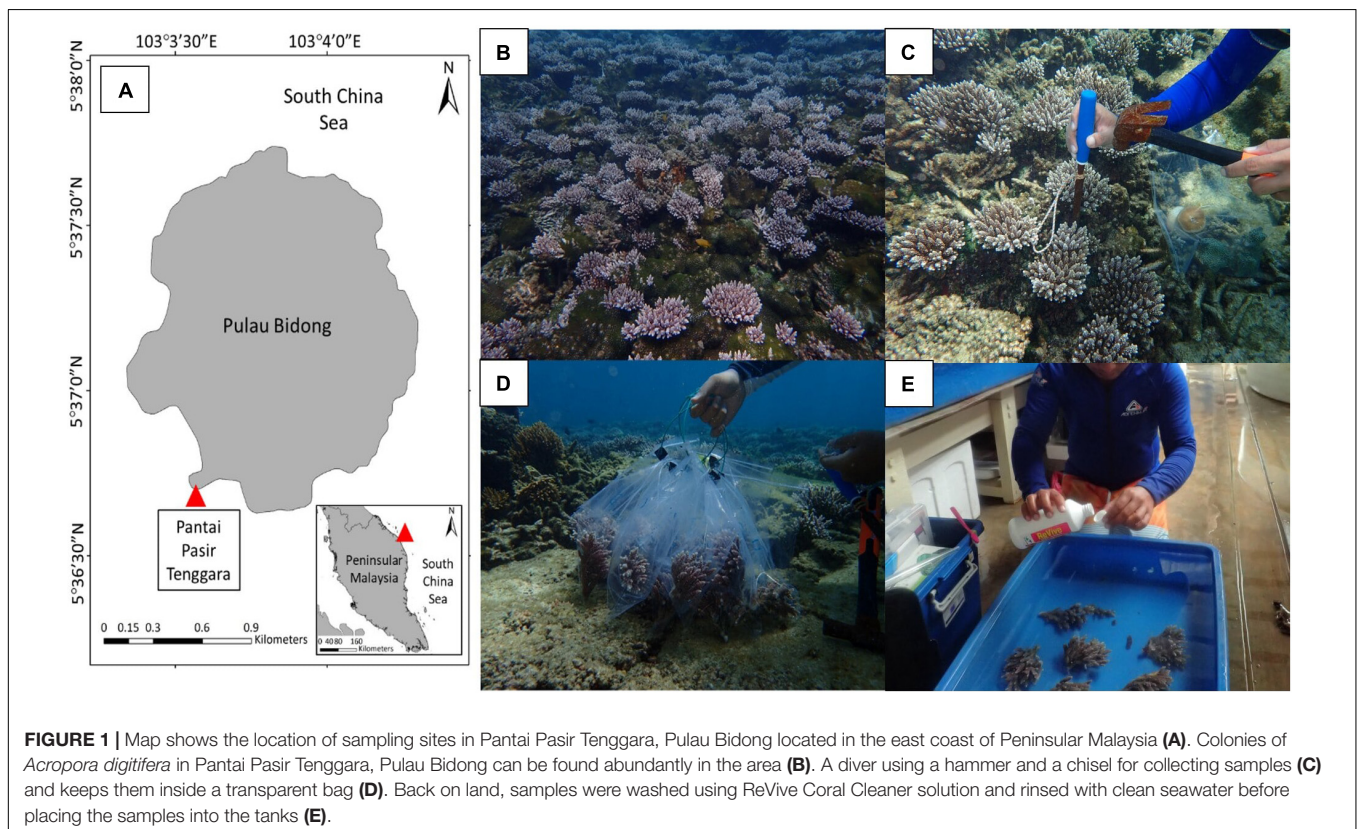 103°3'30"E 103°4'0"E
A
N
South China
Sea
5°38'0"N
5°37'30"N
5°37'0"N
5°36'30"N
Pulau Bidong
Pantai
Pasir
Tenggara
0 0.15 0.3 0.6 0.9
Kilometers
N
Peninsular
Malaysia
South
China
Sea
0 40 80 160
Kilometers
B
C
D
E
ReVive
FIGURE 1 | Map shows the location of sampling sites in Pantai Pasir Tenggara, Pulau Bidong located in the east coast of Peninsular Malaysia (A). Colonies of
Acropora digitifera in Pantai Pasir Tenggara, Pulau Bidong can be found abundantly in the area (B). A diver using a hammer and a chisel for collecting samples (C)
and keeps them inside a transparent bag (D). Back on land, samples were washed using ReVive Coral Cleaner solution and rinsed with clean seawater before
placing the samples into the tanks (E).